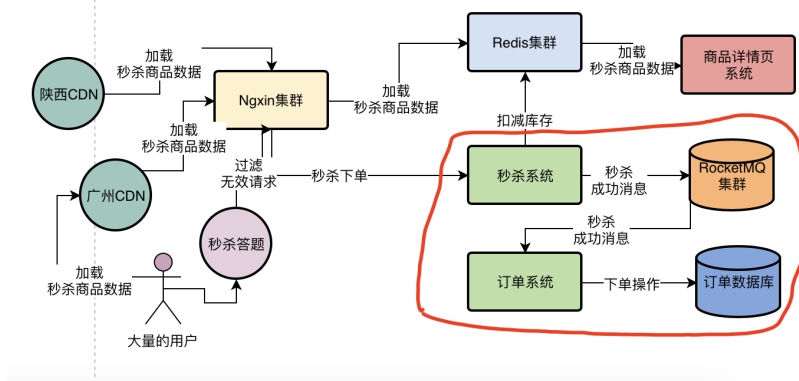 加载
秒杀商品数据
陕西CDN
Ngxin集群
加载
秒杀商品数据
Redis集群
加载
秒杀商品数据
商品详情页
系统
加载
秒杀商品数据
广州CDN
过滤
无效请求
秒杀下单
扣减库存
秒杀系统
秒杀
成功消息
RocketMQ
集群
秒杀
成功消息
秒杀答题
加载
秒杀商品数据
大量的用户
订单系统
下单操作
订单数据库